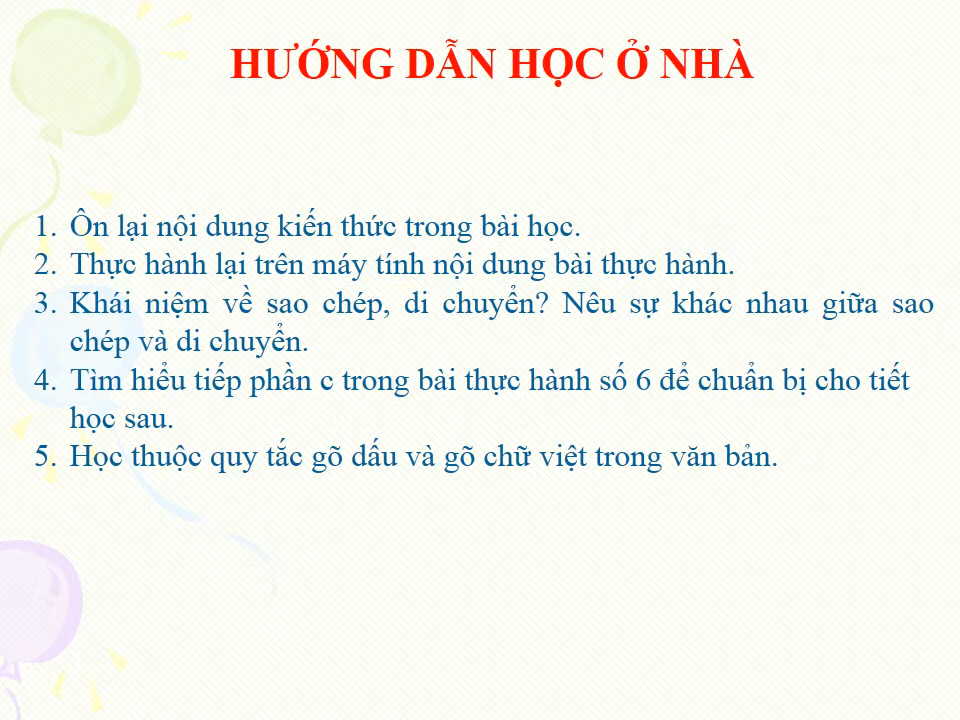 HƯỚNG DẪN HỌC Ở NHÀ
1. Ôn lại nội dung kiến thức trong bài học.
2. Thực hành lại trên máy tính nội dung bài thực hành.
3. Khái niệm về sao chép, di chuyển? Nêu sự khác nhau giữa sao
chép và di chuyển.
4. Tìm hiểu tiếp phần c trong bài thực hành số 6 để chuẩn bị cho tiết
học sau.
5. Học thuộc quy tắc gõ dấu và gõ chữ việt trong văn bản.